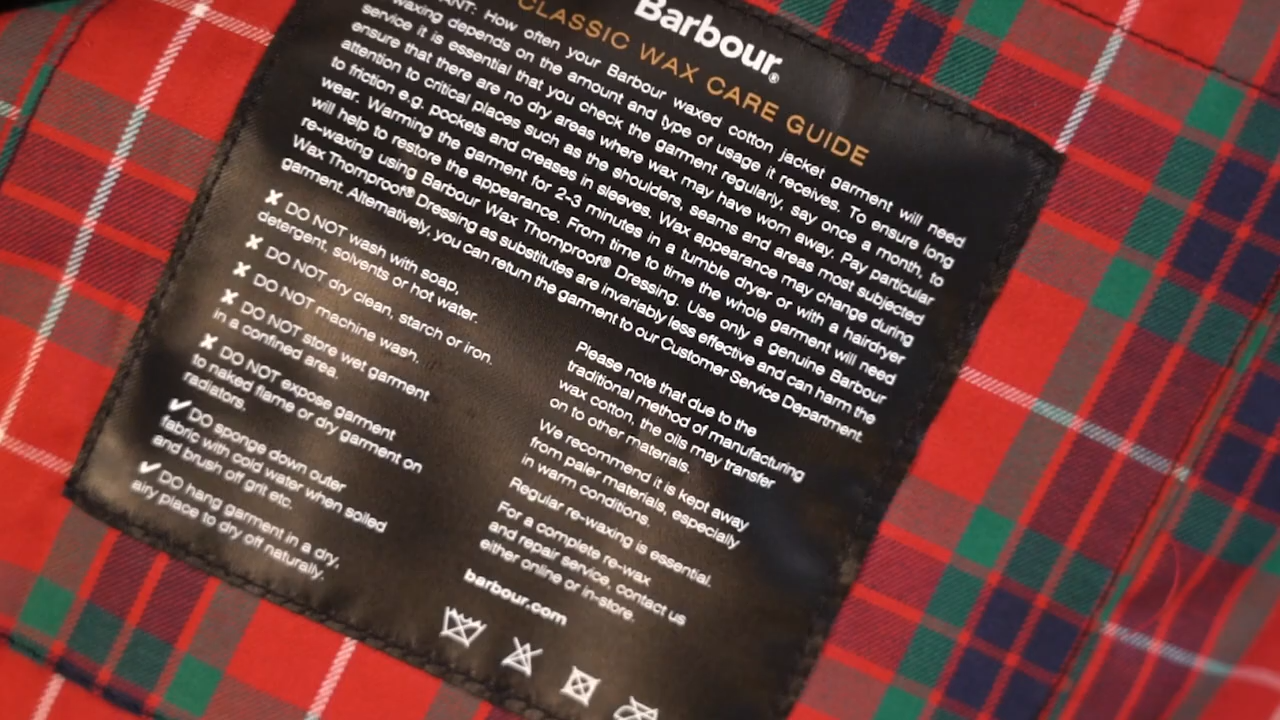 Barbour®
CLASSIC WAX CARE GUIDE
How often your Barbour waxed cotton jacket garment will need
waxing depends on the amount and type of usage it receives. To ensure long
service it is essential that you check the garment regularly, say once a month, to
ensure that there are no dry areas where wax may have worn away. Pay particular
attention to critical places such as the shoulders, seams and areas most subjected
to friction e.g. pockets and creases in sleeves. Wax appearance may change during
wear. Warming the garment for 2-3 minutes in a tumble dryer or with a hairdryer
will help to restore the appearance. From time to time the whole garment will need
re-waxing using Barbour Wax Thornproof® Dressing. Use only a genuine Barbour
Wax Thornproof® Dressing as substitutes are invariably less effective and can harm the
garment. Alternatively, you can return the garment to our Customer Service Department.
✘ DO NOT wash with soap,
detergent, solvents or hot water.
✘ DO NOT dry clean, starch or iron.
✘ DO NOT machine wash.
✘ DO NOT store wet garment
in a confined area.
✘ DO NOT expose garment
to naked flame or dry garment on
radiators.
✔ DO sponge down outer
fabric with cold water when soiled
and brush off grit etc.
✔ DO hang garment in a dry,
airy place to dry off naturally.
Please note that due to the
traditional method of manufacturing
wax cotton, the oils may transfer
on to other materials.
We recommend it is kept away
from paler materials, especially
in warm conditions.
Regular re-waxing is essential.
For a complete re-wax
and repair service, contact us
either online or in-store.
barbour.com